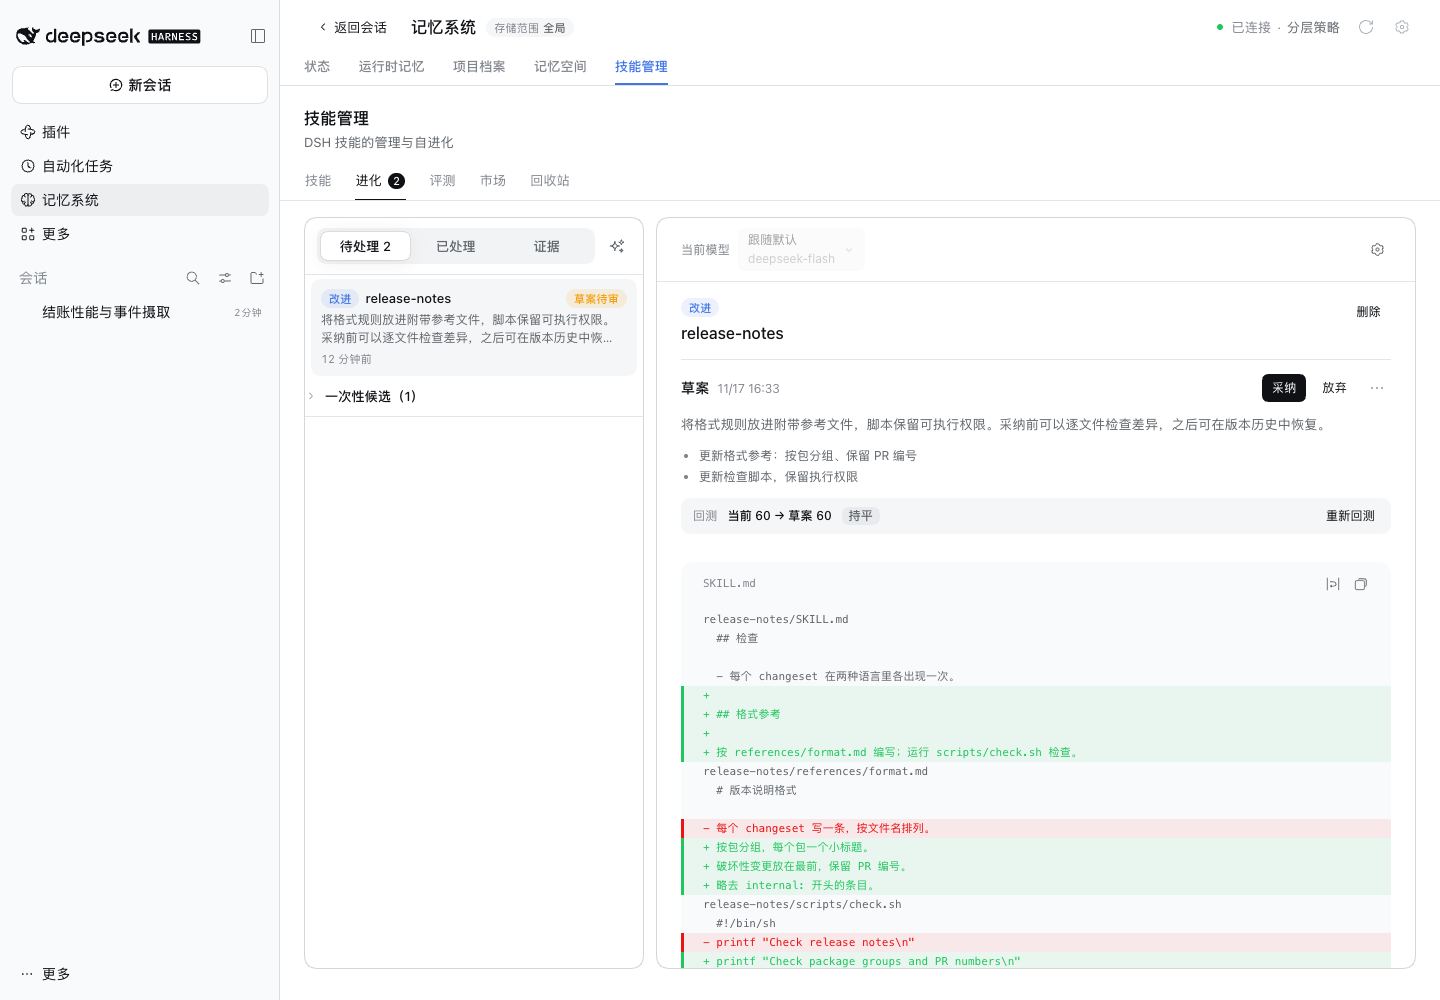 deepseek HARNESS
新会话
插件
自动化任务
记忆系统
更多
会话
结账性能与事件摄取 2分钟
更多
返回会话 记忆系统 存储范围 全局
已连接 · 分层策略
状态 运行时记忆 项目档案 记忆空间 技能管理
技能管理
DSH 技能的管理与自进化
技能 进化 2 评测 市场 回收站
待处理 2 已处理 证据
改进 release-notes 草案待审
将格式规则放进附带参考文件，脚本保留可执行权限。
采纳前可以逐文件检查差异，之后可在版本历史中恢...
12 分钟前
一次性候选（1）
当前模型 跟随默认
deepseek-flash
改进
删除
release-notes
草案 11/17 16:33 采纳 放弃 ···
将格式规则放进附带参考文件，脚本保留可执行权限。采纳前可以逐文件检查差异，之后可在版本历史中恢复。
• 更新格式参考：按包分组、保留 PR 编号
• 更新检查脚本，保留执行权限
回测 当前 60 → 草案 60 持平 重新回测
SKILL.md
release-notes/SKILL.md
## 检查
- 每个 changeset 在两种语言里各出现一次。
+
+ ## 格式参考
+
+ 按 references/format.md 编写；运行 scripts/check.sh 检查。
release-notes/references/format.md
# 版本说明格式
- 每个 changeset 写一条，按文件名排列。
+ 按包分组，每个包一个小标题。
+ 破坏性变更放在最前，保留 PR 编号。
+ 略去 internal: 开头的条目。
release-notes/scripts/check.sh
#!/bin/sh
- printf "Check release notes\n"
+ printf "Check package groups and PR numbers\n"